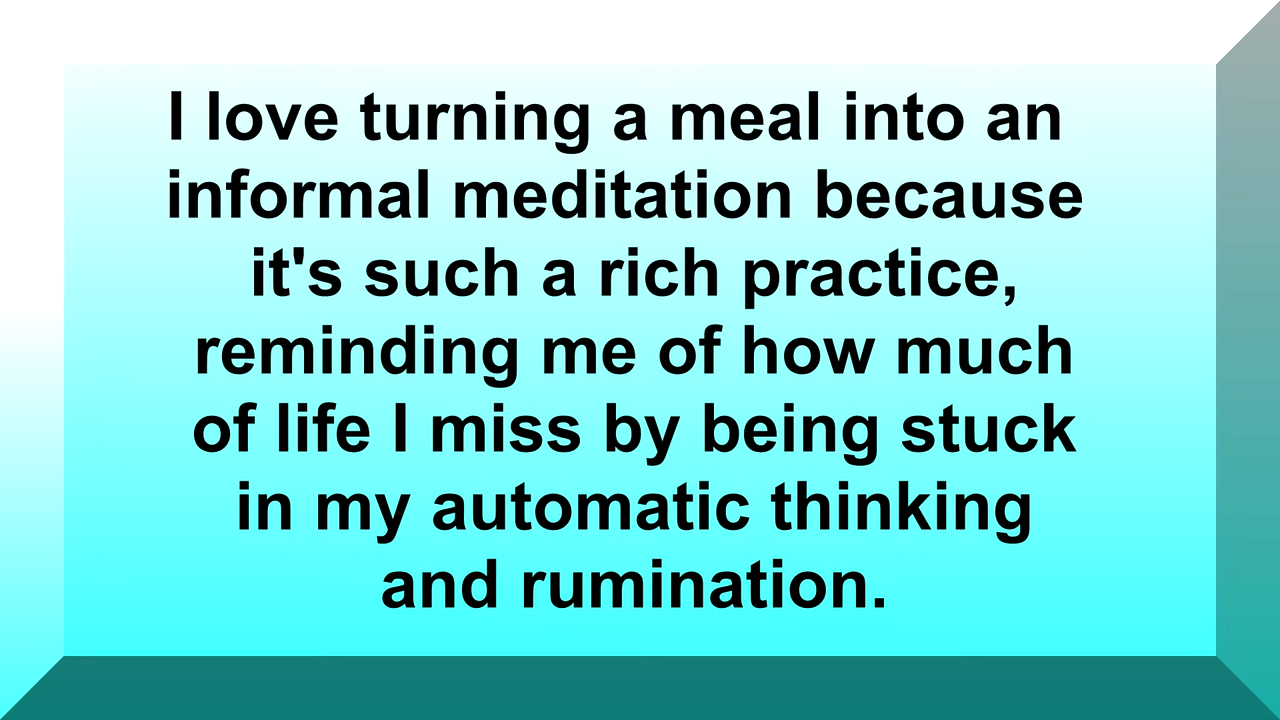 I love turning a meal into an
informal meditation because
it's such a rich practice,
reminding me of how much
of life I miss by being stuck
in my automatic thinking
and rumination.